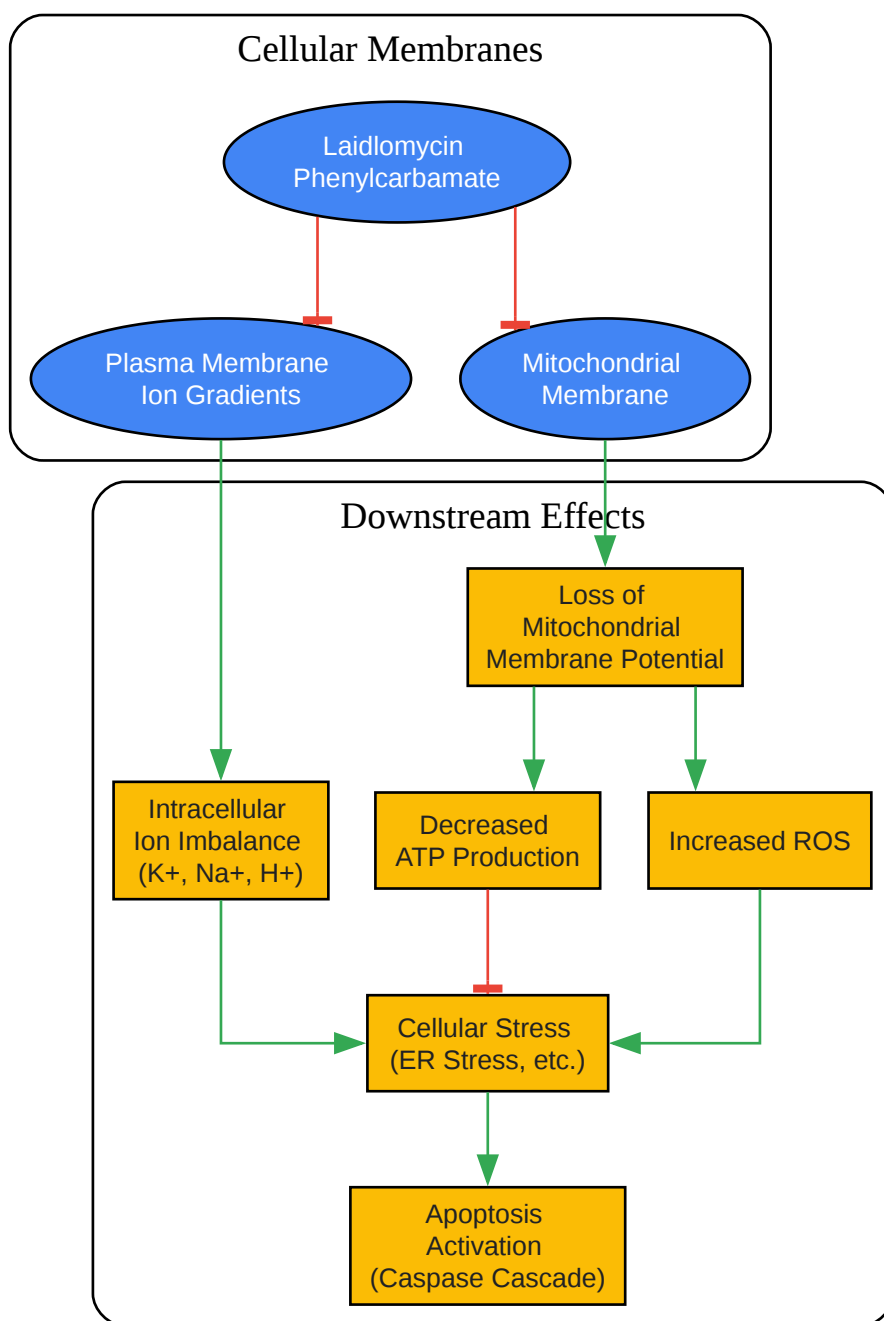 Cellular Membranes
Laidlomycin
Phenylcarbamate
Plasma Membrane
Ion Gradients
Mitochondrial
Membrane
Downstream Effects
Loss of
Mitochondrial
Membrane Potential
Intracellular
Ion Imbalance
(K+, Na+, H+)
Decreased
ATP Production
Increased ROS
Cellular Stress
(ER Stress, etc.)
Apoptosis
Activation
(Caspase Cascade)